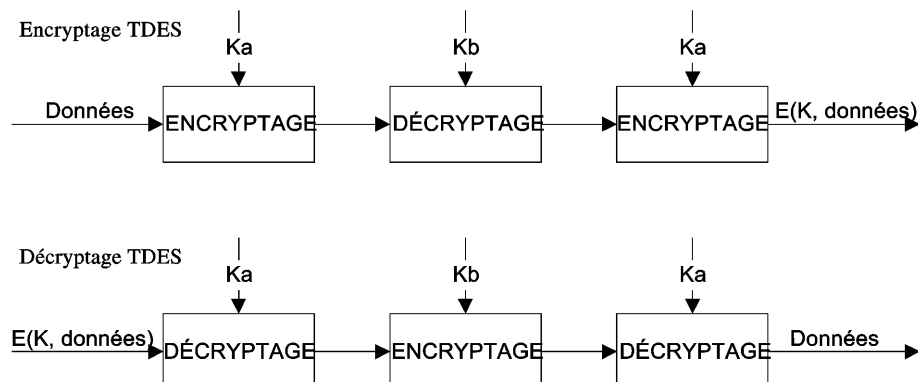 Encryptage TDES
Ka Kb Ka
Données ENCRYPTAGE DÉCRYPTAGE ENCRYPTAGE E(K, données)
Décryptage TDES
Ka Kb Ka
E(K, données) DÉCRYPTAGE ENCRYPTAGE DÉCRYPTAGE Données